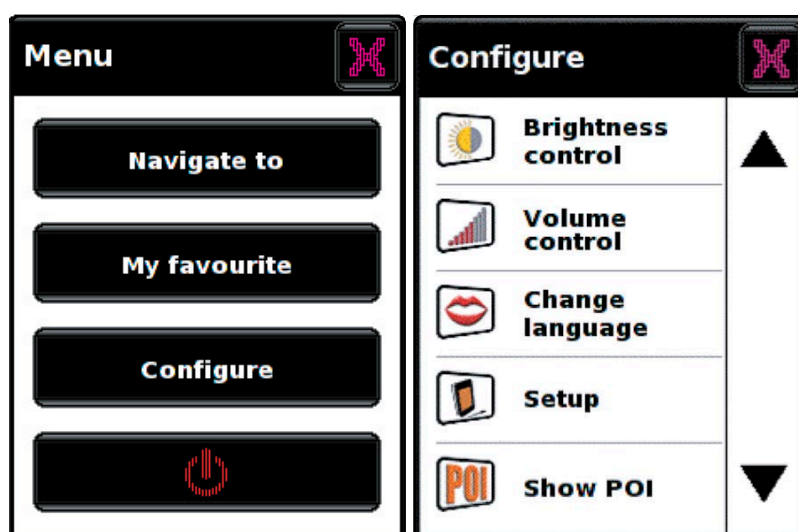 Menu
Navigate to
My favourite
Configure
Configure
Brightness
control
Volume
control
Change
language
Setup
POI
Show POI